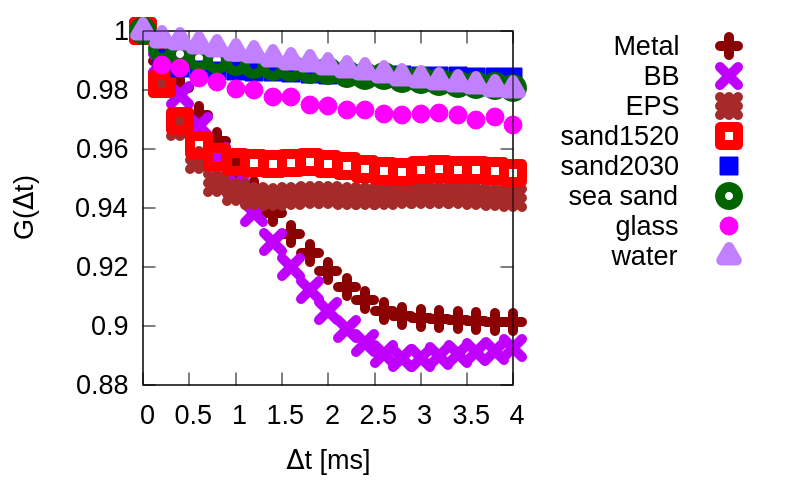 1
0.98
0.96
0.94
0.92
0.9
0.88
G(Δt)
0 0.5 1 1.5 2 2.5 3 3.5 4
Δt [ms]
Metal
BB
EPS
sand1520
sand2030
sea sand
glass
water